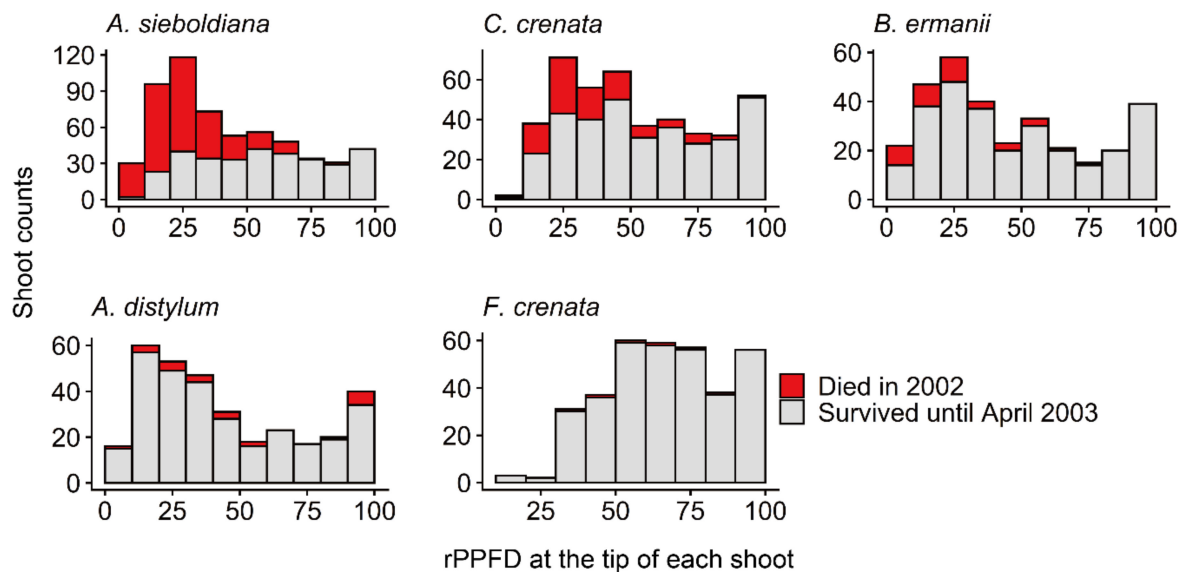 A. sieboldiana
C. crenata
B. ermanii
120
90
60
30
0
0 25 50 75 100
60
40
20
0
0 25 50 75 100
60
40
20
0
0 25 50 75 100
Shoot counts
A. distylum
F. crenata
60
40
20
0
0 25 50 75 100
60
40
20
0
25 50 75 100
Died in 2002
Survived until April 2003
rPPFD at the tip of each shoot